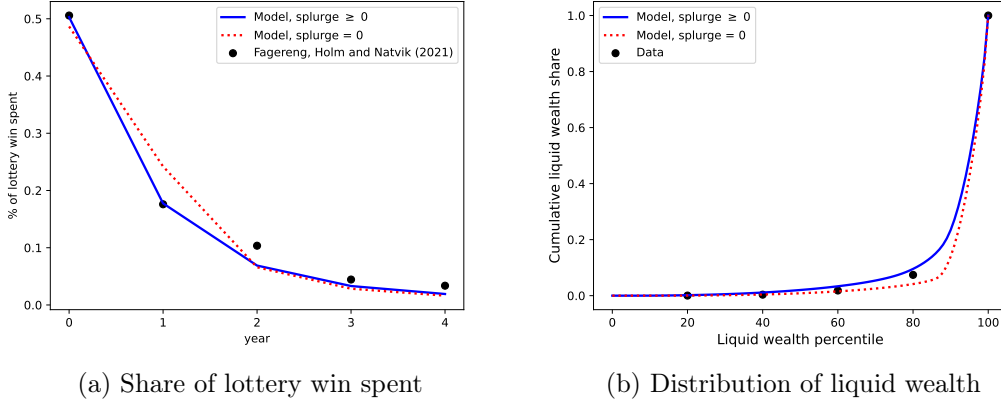 0.5
0.4
0.3
0.2
0.1
0.0
% of lottery win spent
Model, splurge ≥ 0
Model, splurge = 0
Fagereng, Holm and Natvik (2021)
0 1 2 3 4
year
(a) Share of lottery win spent
1.0
0.8
0.6
0.4
0.2
0.0
Cumulative liquid wealth share
Model, splurge ≥ 0
Model, splurge = 0
Data
0 20 40 60 80 100
Liquid wealth percentile
(b) Distribution of liquid wealth